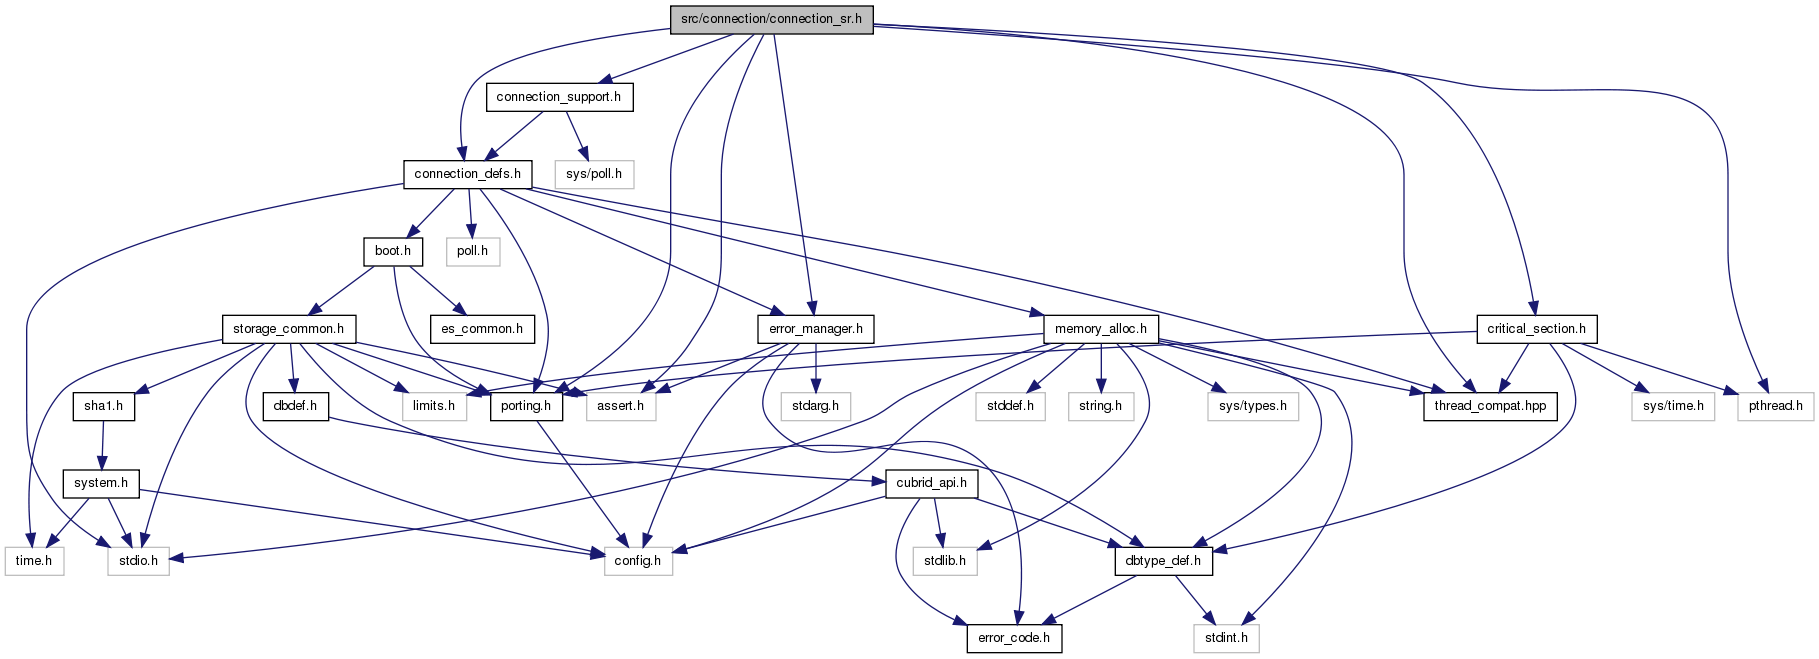 src/connection/connection_sr.h
connection_support.h
connection_defs.h
sys/poll.h
boot.h
poll.h
storage_common.h
es_common.h
error_manager.h
memory_alloc.h
critical_section.h
sha1.h
dbdef.h
limits.h
porting.h
assert.h
stdarg.h
stddef.h
string.h
sys/types.h
thread_compat.hpp
sys/time.h
pthread.h
system.h
cubrid_api.h
time.h
stdio.h
config.h
stdlib.h
dbtype_def.h
error_code.h
stdint.h